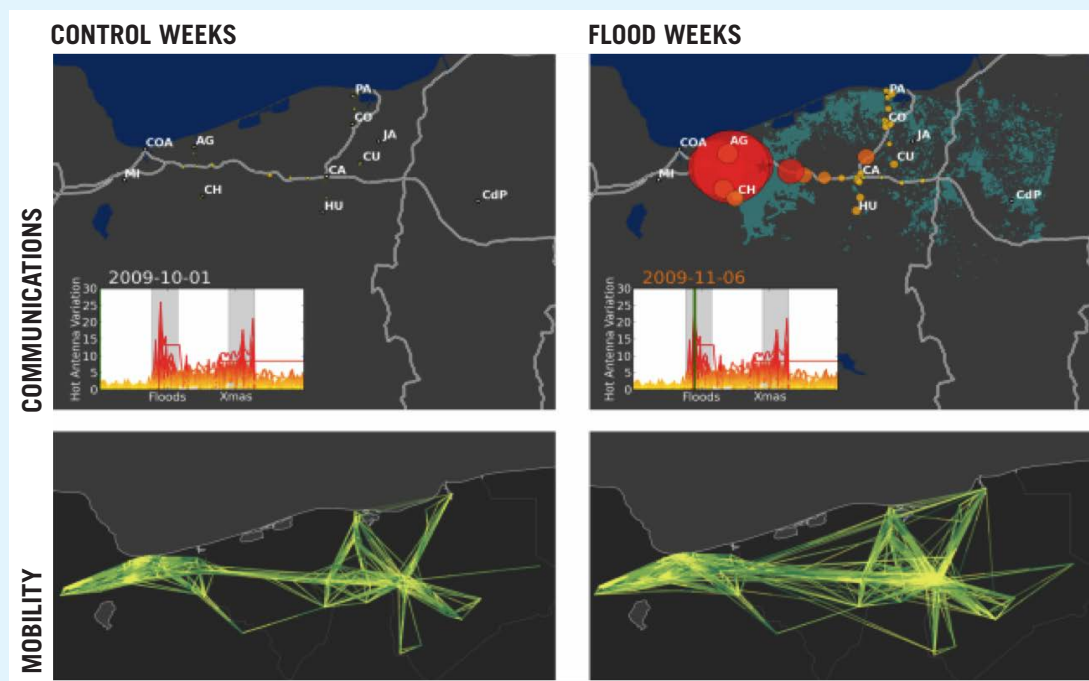 CONTROL WEEKS
FLOOD WEEKS
COMMUNICATIONS
PA
CO
JA
COA
AG
CU
MI
CA
CH
HU
CdP
2009-10-01
Hot Antenna Variation
30
25
20
15
10
5
0
Floods
Xmas
PA
CO
JA
COA
AG
CU
MI
CA
CH
HU
CdP
2009-11-06
Hot Antenna Variation
30
25
20
15
10
5
0
Floods
Xmas
MOBILITY